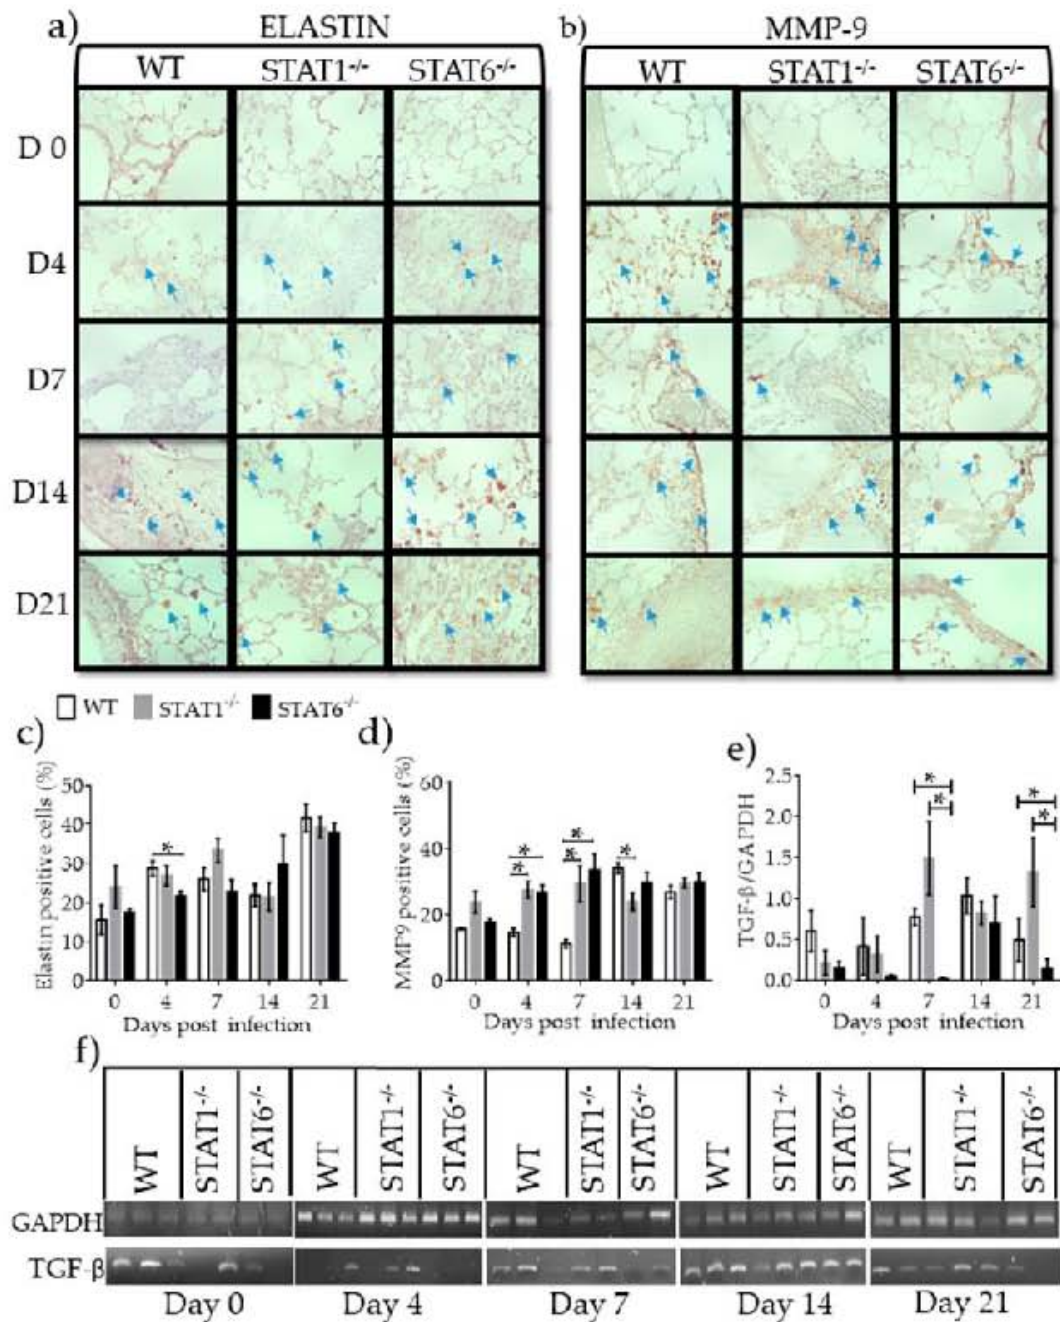 a) ELASTIN
WT STAT1-/- STAT6-/-
b) MMP-9
WT STAT1-/- STAT6-/-
D 0
D4
D7
D14
D21
WT STAT1-/- STAT6-/-
c)
Elastin positive cells (%)
50
40
30
20
10
0
0 4 7 14 21
Days post infection
*
d)
MMP9 positive cells (%)
60
40
20
0
0 4 7 14 21
Days post infection
* * * * *
e)
TGF-β/GAPDH
2.5
2.0
1.5
1.0
0.5
0.0
0 4 7 14 21
Days post infection
* * * *
f)
WT STAT1-/- STAT6-/- WT STAT1-/- STAT6-/- WT STAT1-/- STAT6-/- WT STAT1-/- STAT6-/- WT STAT1-/- STAT6-/-
GAPDH
TGF-β
Day 0 Day 4 Day 7 Day 14 Day 21